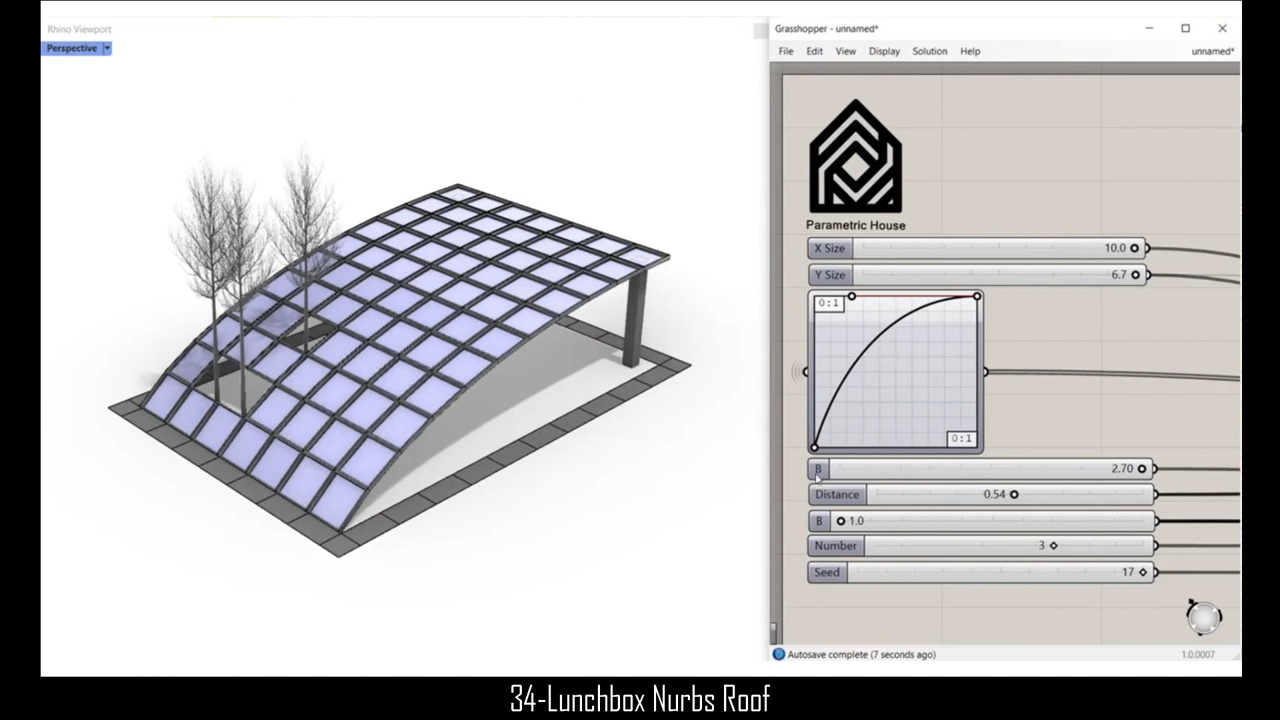 Rhino Viewport
Perspective
Grasshopper - unnamed*
File Edit View Display Solution Help unnamed*
Parametric House
X Size 10.0
Y Size 6.7
0:1
0:1
B 2.70
Distance 0.54
B 1.0
Number 3
Seed 17
Autosave complete (7 seconds ago) 1.0.0007
34-Lunchbox Nurbs Roof